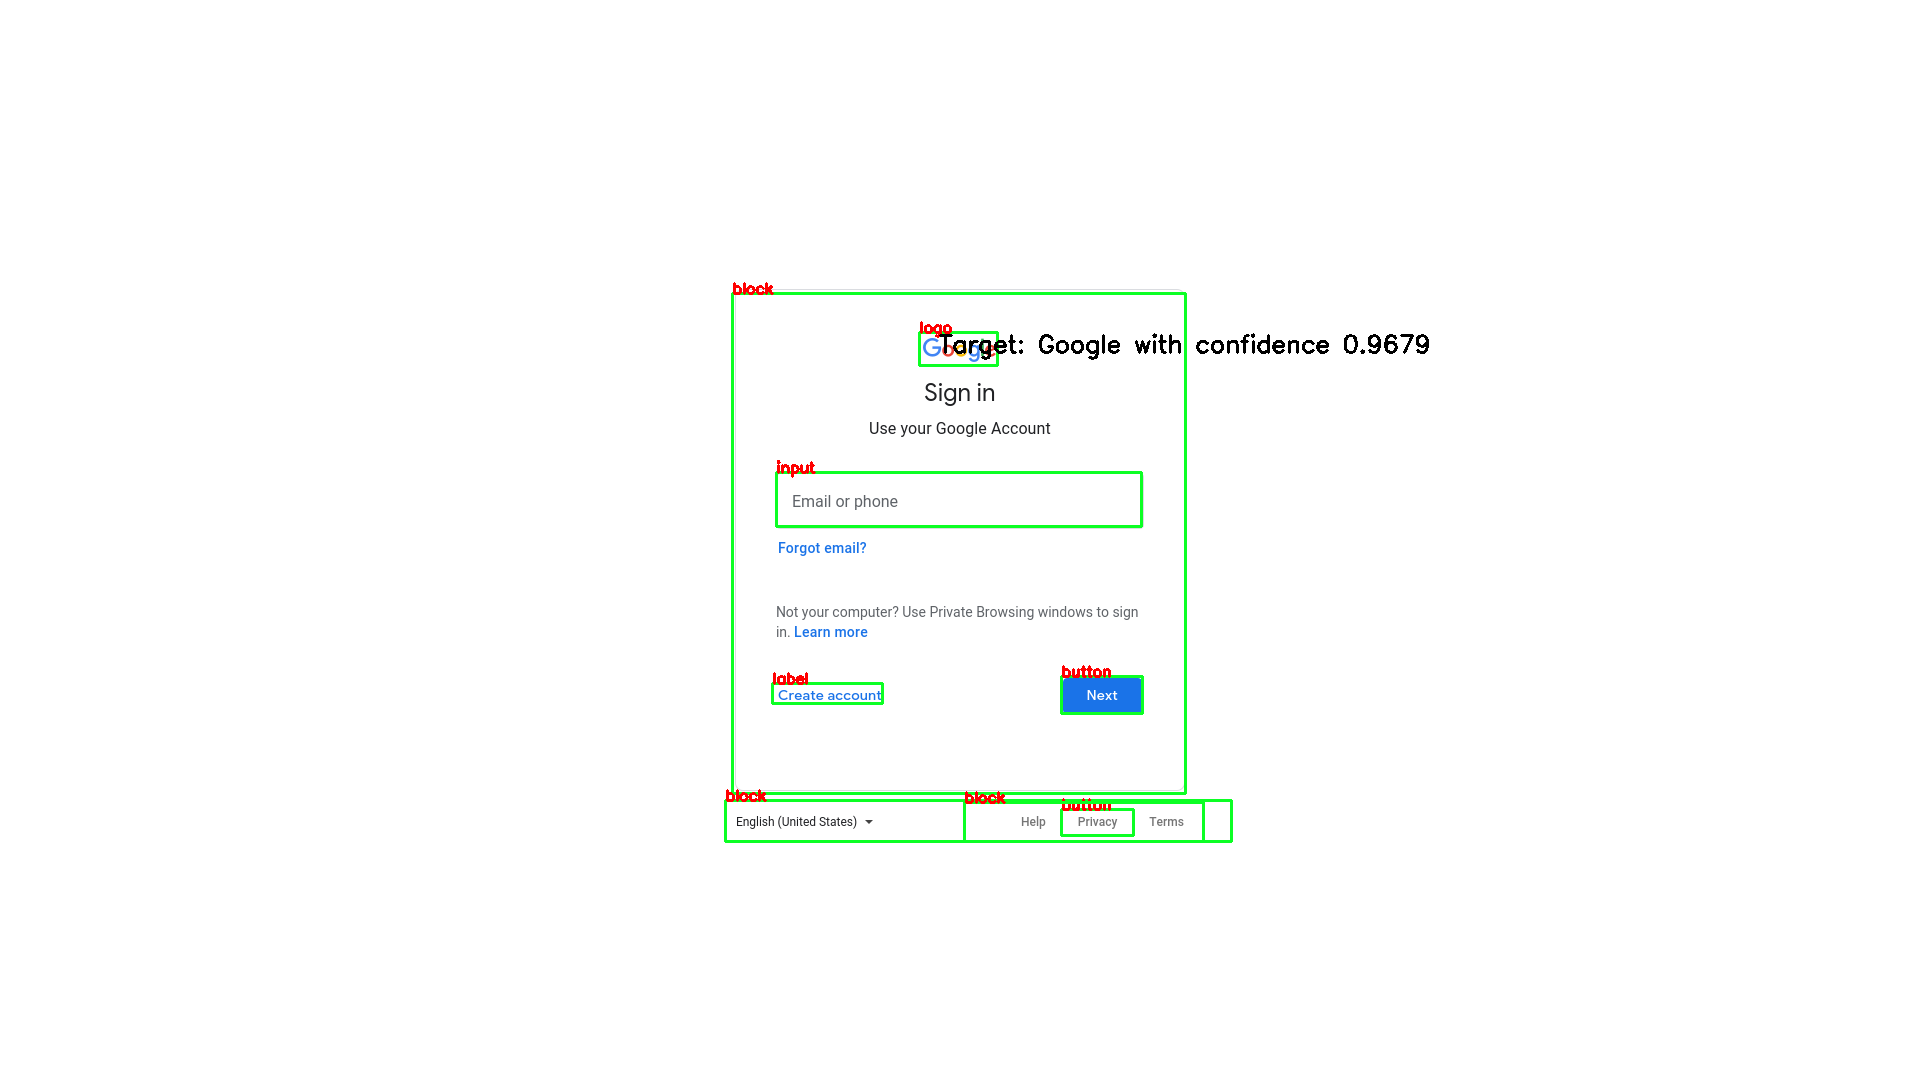 block
logo
Google
Target: Google with confidence 0.9679
Sign in
Use your Google Account
input
Email or phone
Forgot email?
Not your computer? Use Private Browsing windows to sign
in. Learn more
label
Create account
button
Next
block
block
button
English (United States)
Help
Privacy
Terms